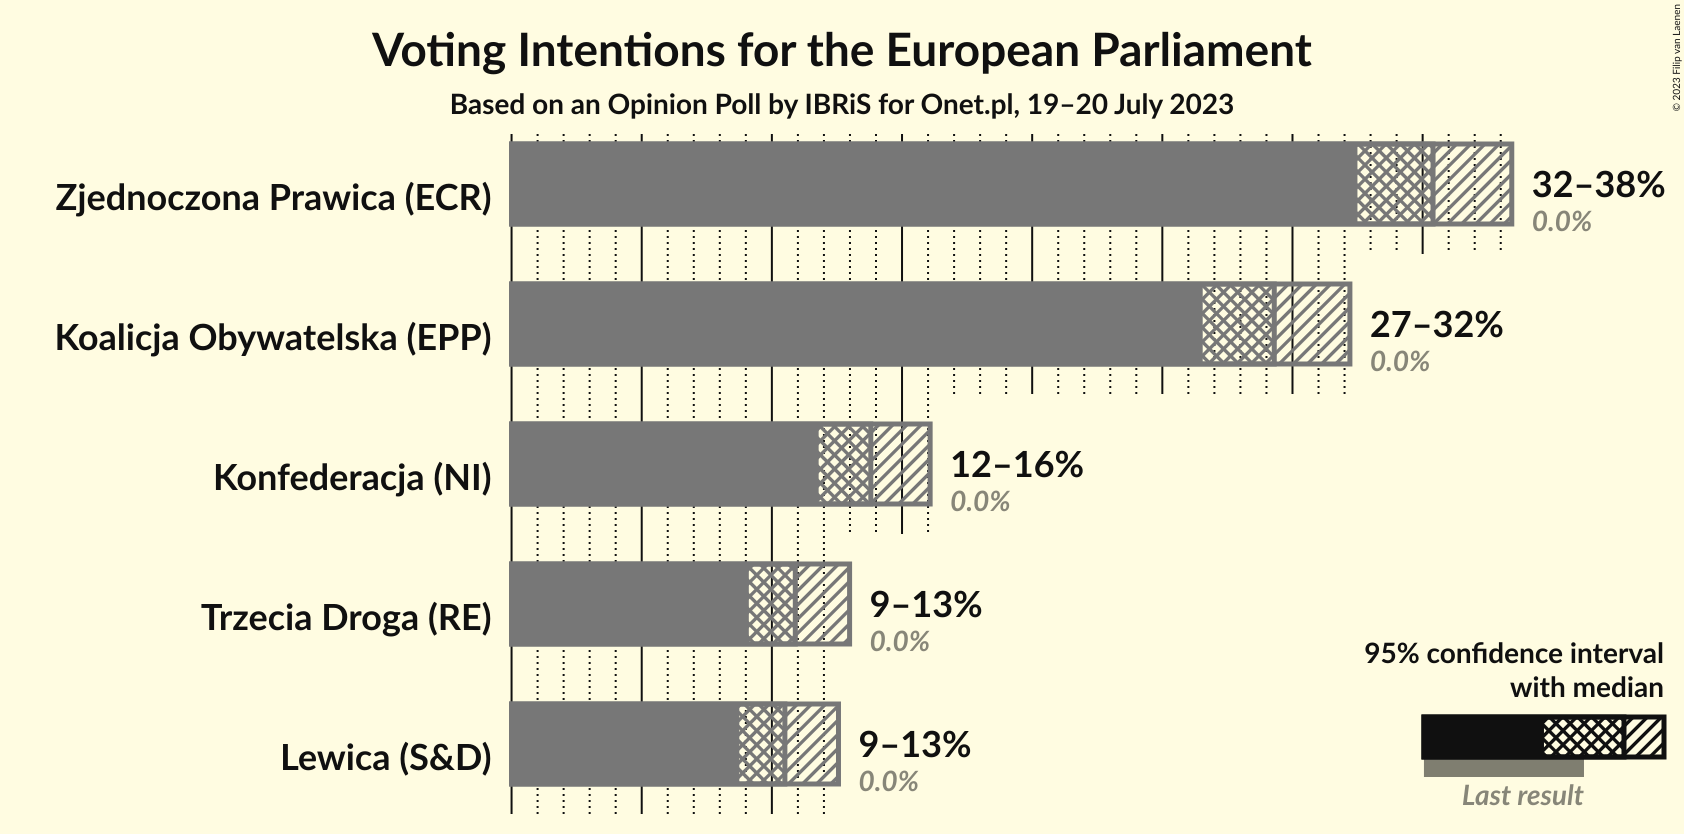 Voting Intentions for the European Parliament
Based on an Opinion Poll by IBRiS for Onet.pl, 19–20 July 2023
© 2023 Filip van Laenen
Zjednoczona Prawica (ECR)
32–38%
0.0%
Koalicja Obywatelska (EPP)
27–32%
0.0%
Konfederacja (NI)
12–16%
0.0%
Trzecia Droga (RE)
9–13%
0.0%
Lewica (S&D)
9–13%
0.0%
95% confidence interval
with median
Last result